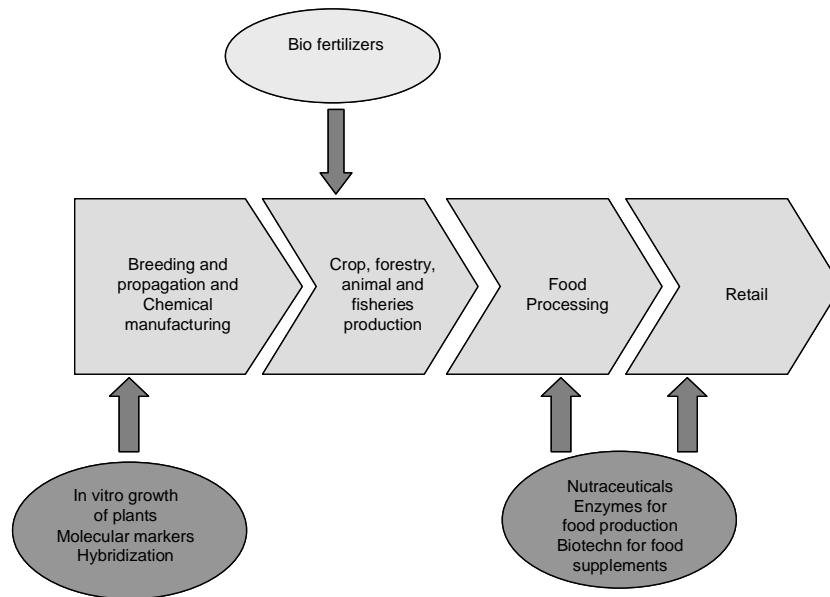 Bio fertilizers
Breeding and
propagation and
Chemical
manufacturing
Crop, forestry,
animal and
fisheries
production
Food
Processing
Retail
In vitro growth
of plants
Molecular markers
Hybridization
Nutraceuticals
Enzymes for
food production
Biotechn for food
supplements